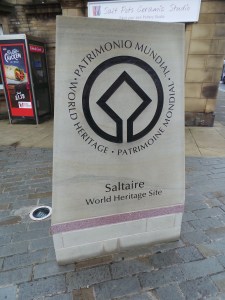 PATRIMONIO MUNDIAL
WORLD HERITAGE
PATRIMOINE MONDIAL
Saltaire
World Heritage Site